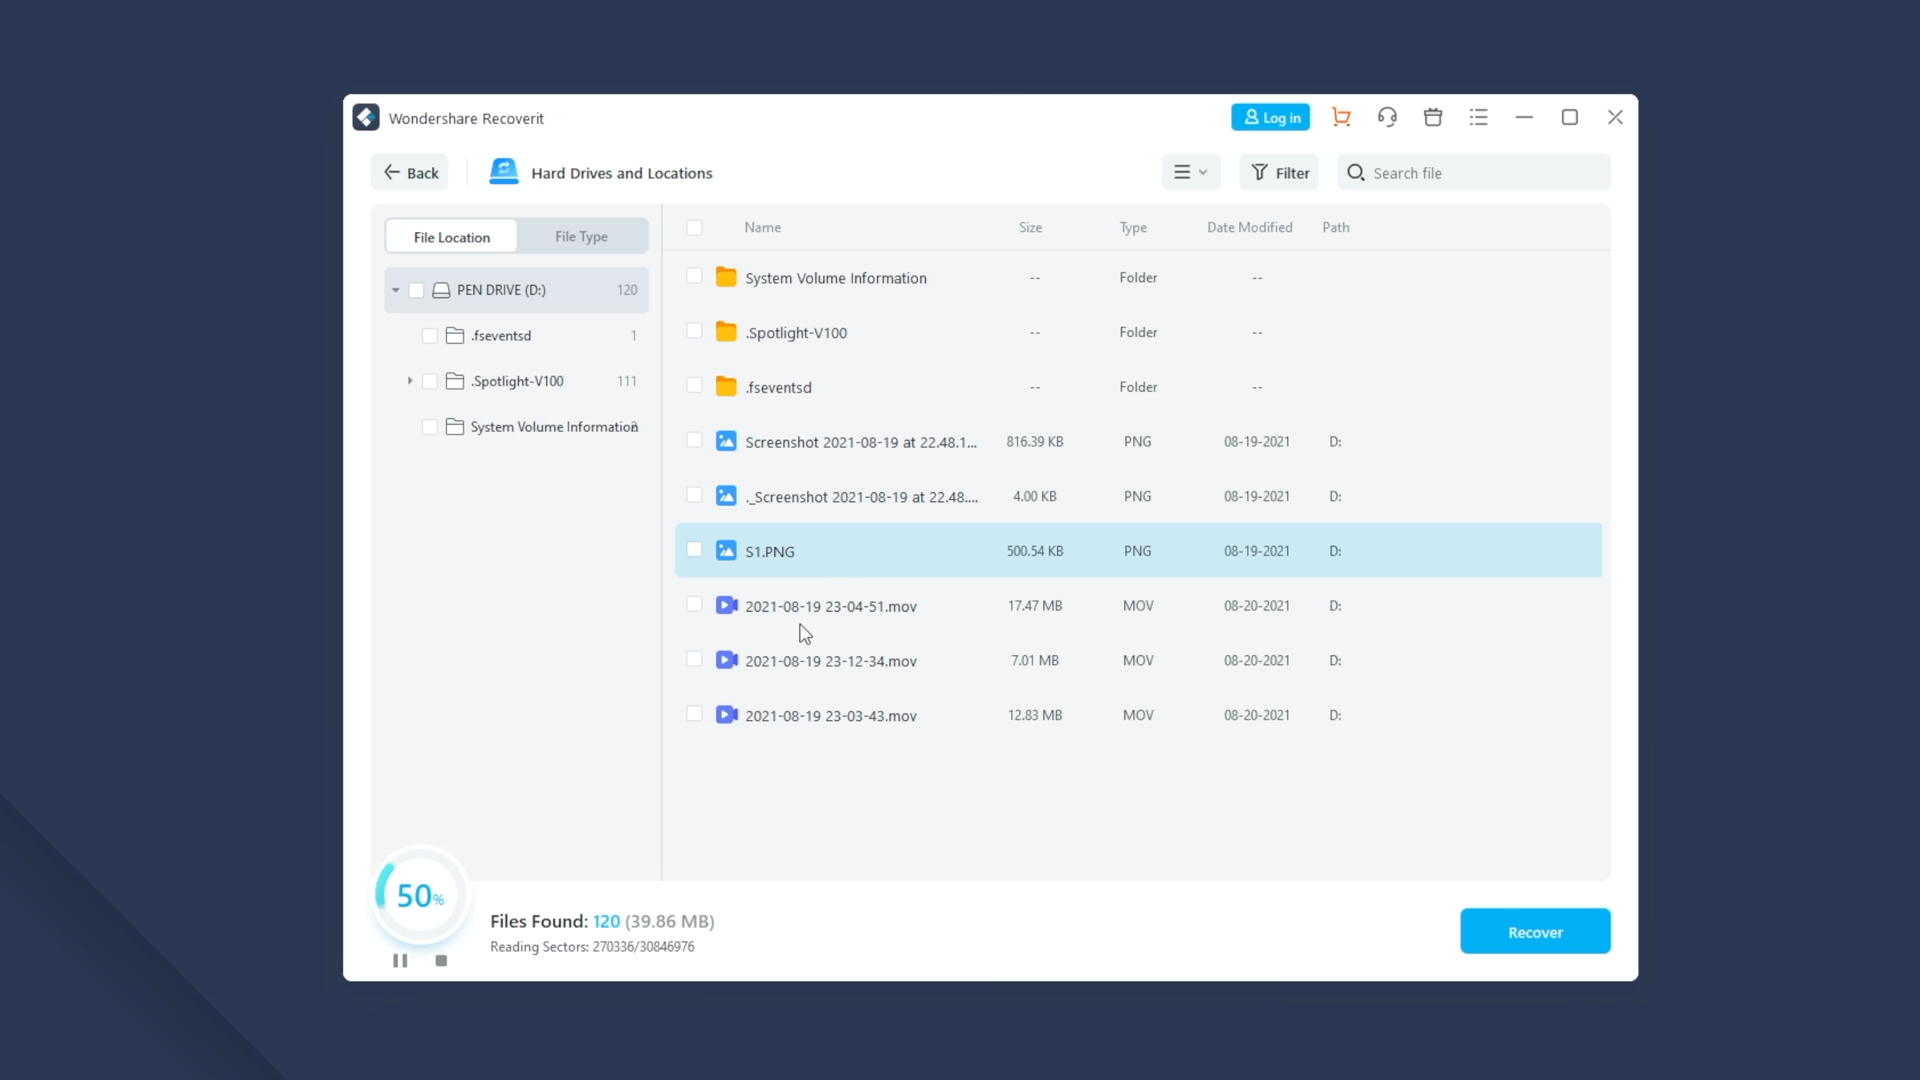 Wondershare Recoverit
Log in
Back
Hard Drives and Locations
Filter
Search file
File Location
File Type
PEN DRIVE (D:) 120
.fseventsd 1
.Spotlight-V100 111
System Volume Information
Name Size Type Date Modified Path
System Volume Information -- Folder --
.Spotlight-V100 -- Folder --
.fseventsd -- Folder --
Screenshot 2021-08-19 at 22.48.1... 816.39 KB PNG 08-19-2021 D:
._Screenshot 2021-08-19 at 22.48.... 4.00 KB PNG 08-19-2021 D:
S1.PNG 500.54 KB PNG 08-19-2021 D:
2021-08-19 23-04-51.mov 17.47 MB MOV 08-20-2021 D:
2021-08-19 23-12-34.mov 7.01 MB MOV 08-20-2021 D:
2021-08-19 23-03-43.mov 12.83 MB MOV 08-20-2021 D:
50%
Files Found: 120 (39.86 MB)
Reading Sectors: 270336/30846976
Recover